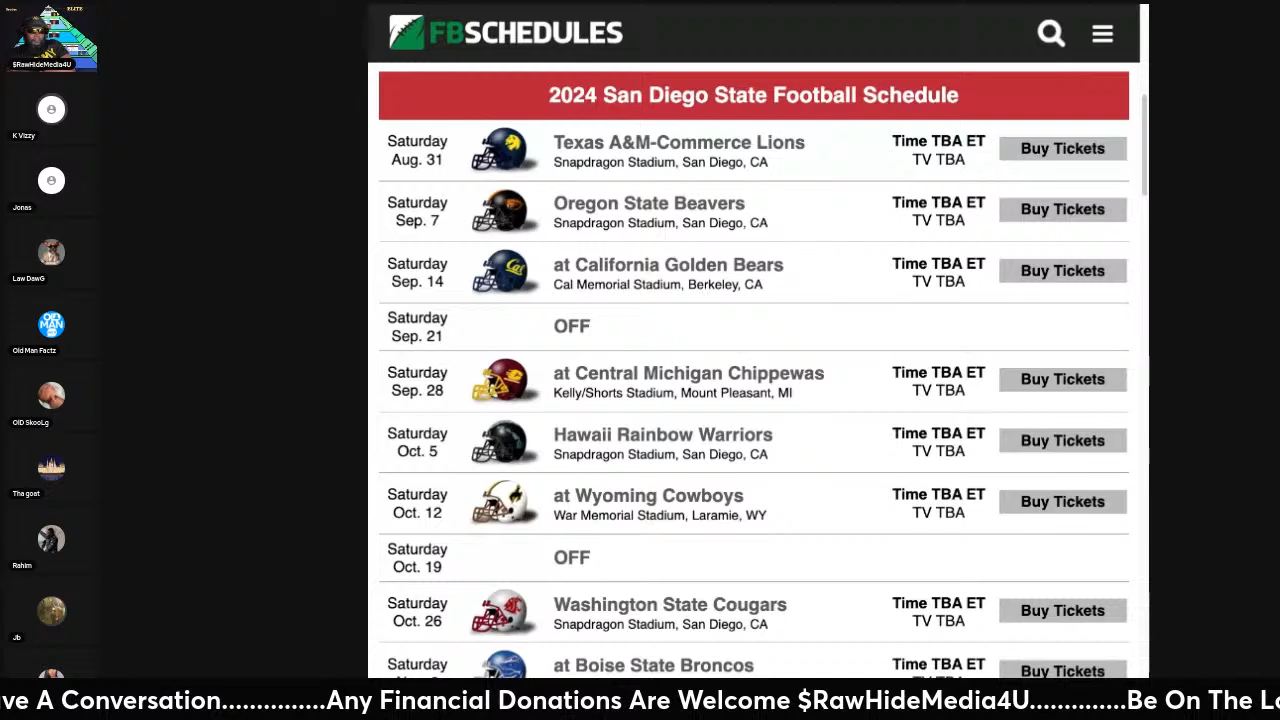 ELITE
$RawHideMedia4U
K Vizzy
Jonas
Law DawG
OLD
MAN
Old Man Factz
OlD SkooLg
Tha goat
Rahim
Jb
FBSCHEDULES
2024 San Diego State Football Schedule
Saturday
Aug. 31
Texas A&M-Commerce Lions
Snapdragon Stadium, San Diego, CA
Time TBA ET
TV TBA
Buy Tickets
Saturday
Sep. 7
Oregon State Beavers
Snapdragon Stadium, San Diego, CA
Time TBA ET
TV TBA
Buy Tickets
Saturday
Sep. 14
Cal
at California Golden Bears
Cal Memorial Stadium, Berkeley, CA
Time TBA ET
TV TBA
Buy Tickets
Saturday
Sep. 21
OFF
Saturday
Sep. 28
at Central Michigan Chippewas
Kelly/Shorts Stadium, Mount Pleasant, MI
Time TBA ET
TV TBA
Buy Tickets
Saturday
Oct. 5
Hawaii Rainbow Warriors
Snapdragon Stadium, San Diego, CA
Time TBA ET
TV TBA
Buy Tickets
Saturday
Oct. 12
at Wyoming Cowboys
War Memorial Stadium, Laramie, WY
Time TBA ET
TV TBA
Buy Tickets
Saturday
Oct. 19
OFF
Saturday
Oct. 26
Washington State Cougars
Snapdragon Stadium, San Diego, CA
Time TBA ET
TV TBA
Buy Tickets
Saturday
at Boise State Broncos
Time TBA ET
Buy Tickets
ve A Conversation..............Any Financial Donations Are Welcome $RawHideMedia4U.............Be On The Lo